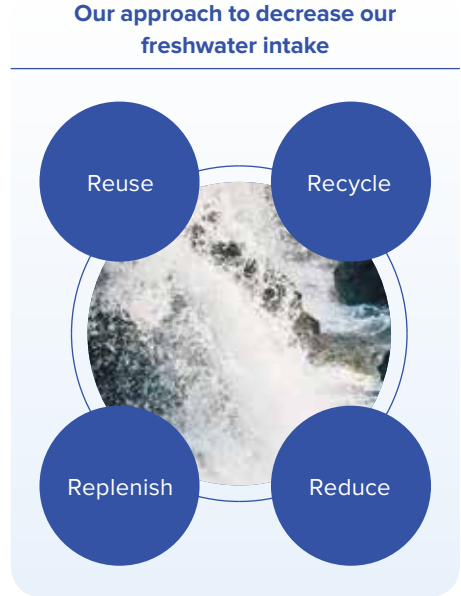 Our approach to decrease our
freshwater intake
Reuse
Recycle
Replenish
Reduce